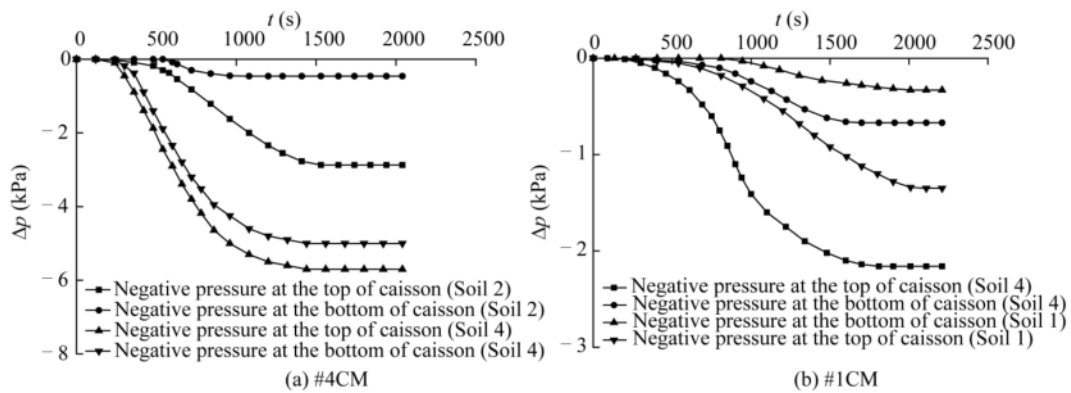 t (s)
0 500 1000 1500 2000 2500
0
− 2
− 4
− 6
− 8
Δp (kPa)
Negative pressure at the top of caisson (Soil 2)
Negative pressure at the bottom of caisson (Soil 2)
Negative pressure at the top of caisson (Soil 4)
Negative pressure at the bottom of caisson (Soil 4)
(a) #4CM
t (s)
0 500 1000 1500 2000 2500
0
− 1
− 2
− 3
Δp (kPa)
Negative pressure at the top of caisson (Soil 4)
Negative pressure at the bottom of caisson (Soil 4)
Negative pressure at the bottom of caisson (Soil 1)
Negative pressure at the top of caisson (Soil 1)
(b) #1CM